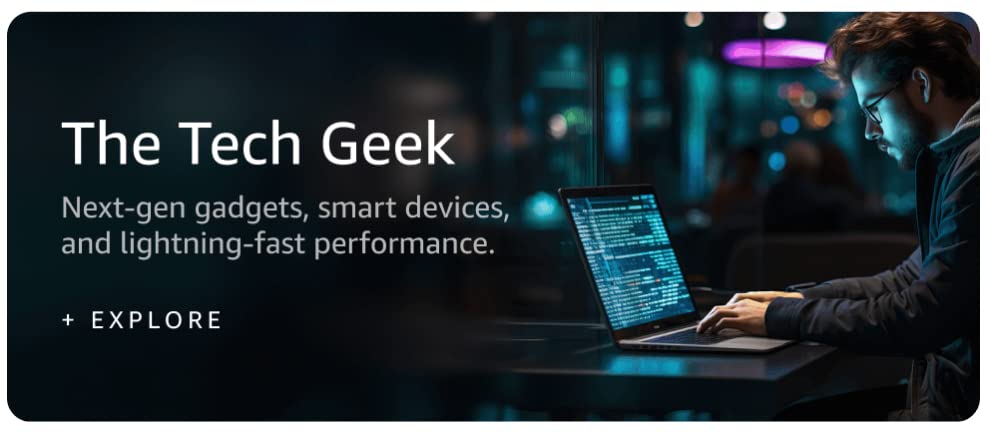 The Tech Geek
Next-gen gadgets, smart devices,
and lightning-fast performance.
+ EXPLORE